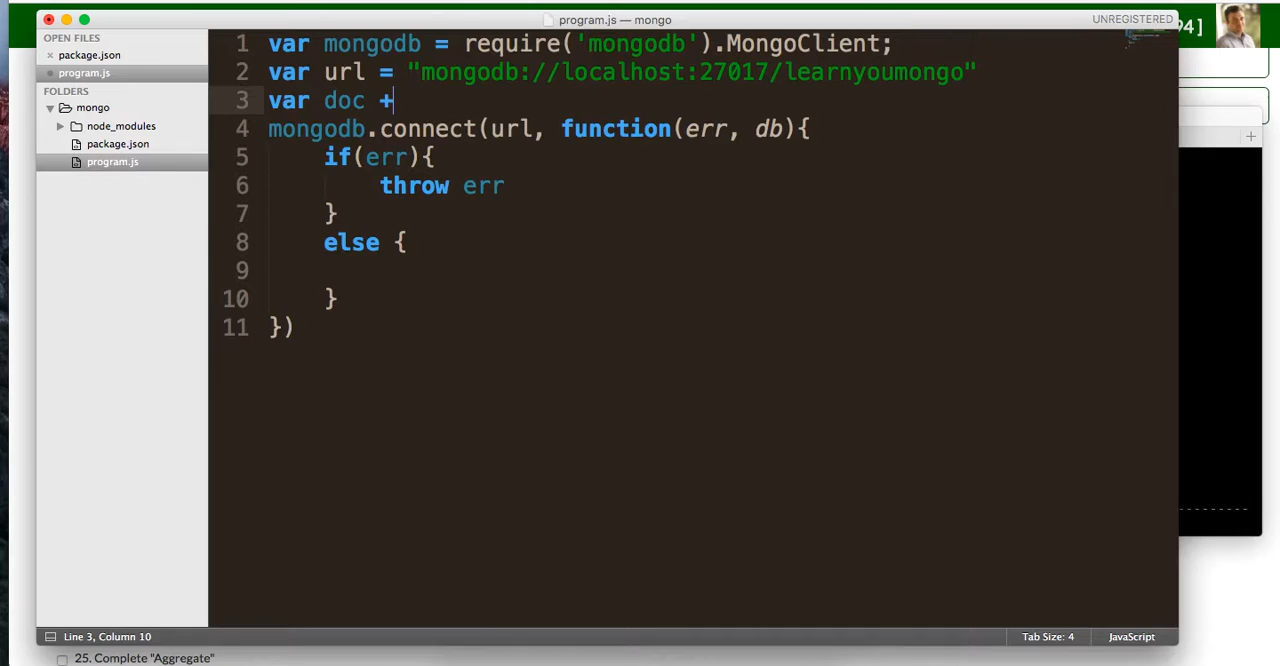 program.js — mongo
UNREGISTERED
94]
OPEN FILES
package.json
program.js
FOLDERS
mongo
node_modules
package.json
program.js
1 var mongodb = require('mongodb').MongoClient;
2 var url = "mongodb://localhost:27017/learnyoumongo"
3 var doc +
4 mongodb.connect(url, function(err, db){
5 if(err){
6 throw err
7 }
8 else {
9
10 }
11 })
Line 3, Column 10
Tab Size: 4
JavaScript
25. Complete "Aggregate"